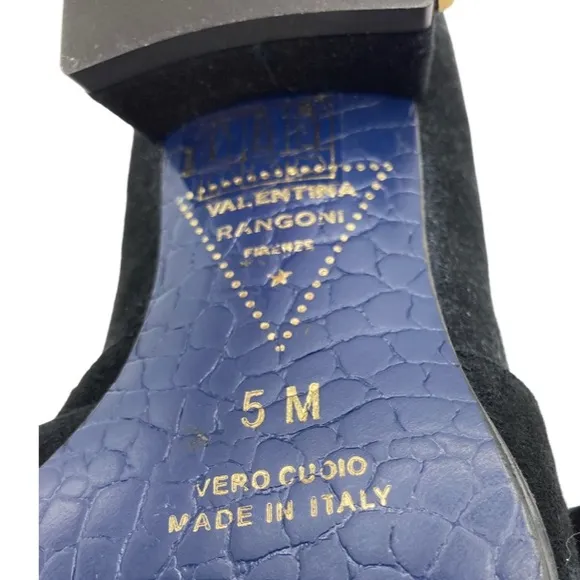 VALENTINA
RANGONI
FIRENZE
5 M
VERO CUOIO
MADE IN ITALY